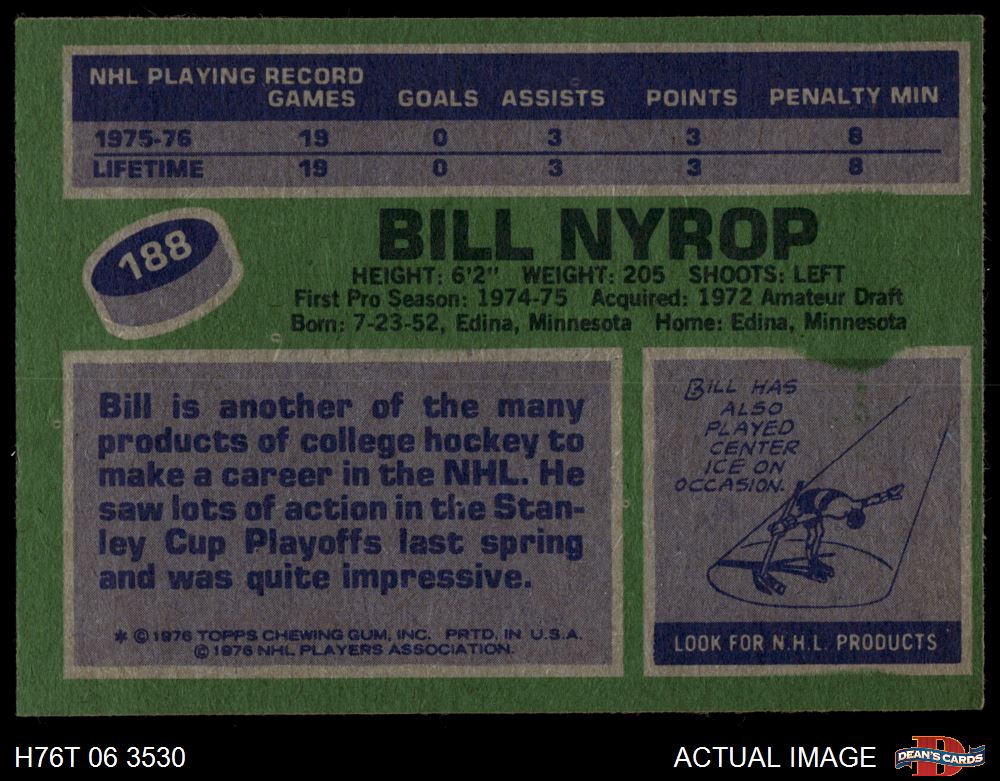 NHL PLAYING RECORD
GAMES GOALS ASSISTS POINTS PENALTY MIN
1975-76 19 0 3 3 8
LIFETIME 19 0 3 3 8
188
BILL NYROP
HEIGHT: 6'2" WEIGHT: 205 SHOOTS: LEFT
First Pro Season: 1974-75 Acquired: 1972 Amateur Draft
Born: 7-23-52, Edina, Minnesota Home: Edina, Minnesota
Bill is another of the many
products of college hockey to
make a career in the NHL. He
saw lots of action in the Stan-
ley Cup Playoffs last spring
and was quite impressive.
* © 1976 TOPPS CHEWING GUM, INC. PRTD. IN U.S.A.
© 1976 NHL PLAYERS ASSOCIATION.
BILL HAS
ALSO
PLAYED
CENTER
ICE ON
OCCASION.
LOOK FOR N.H.L. PRODUCTS
H76T 06 3530
ACTUAL IMAGE
D
DEAN'S CARDS